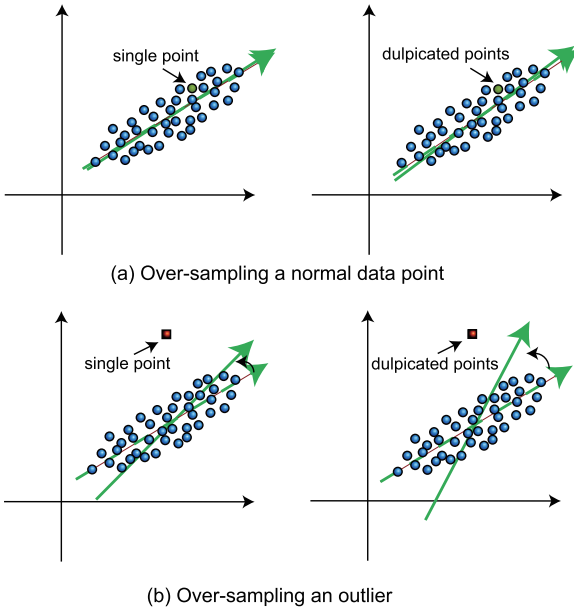 single point
dulpicated points
(a) Over-sampling a normal data point
single point
dulpicated points
(b) Over-sampling an outlier